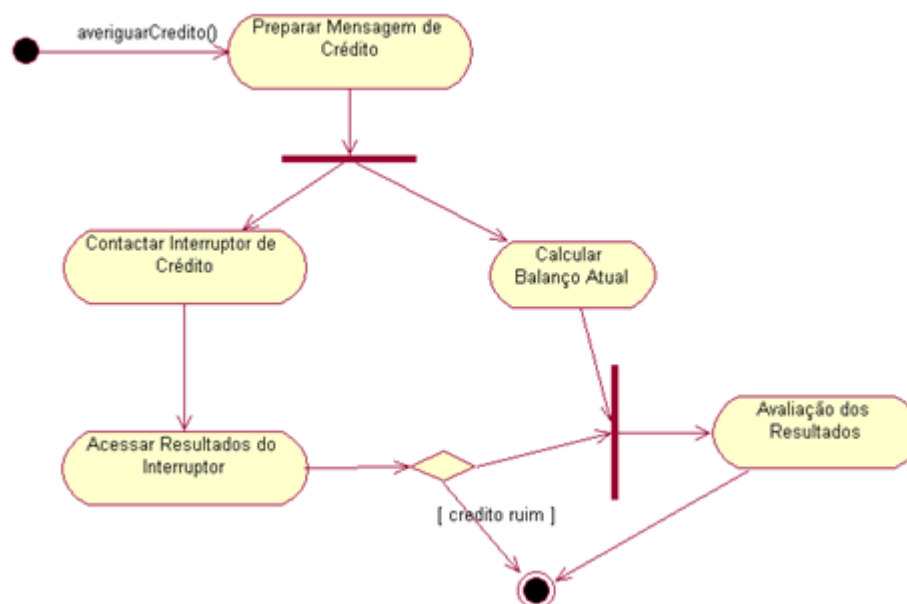 averiguarCredito()
Preparar Mensagem de
Crédito
Contactar Interruptor de
Crédito
Calcular
Balanço Atual
Acessar Resultados do
Interruptor
Avaliação dos
Resultados
[ credito ruim ]